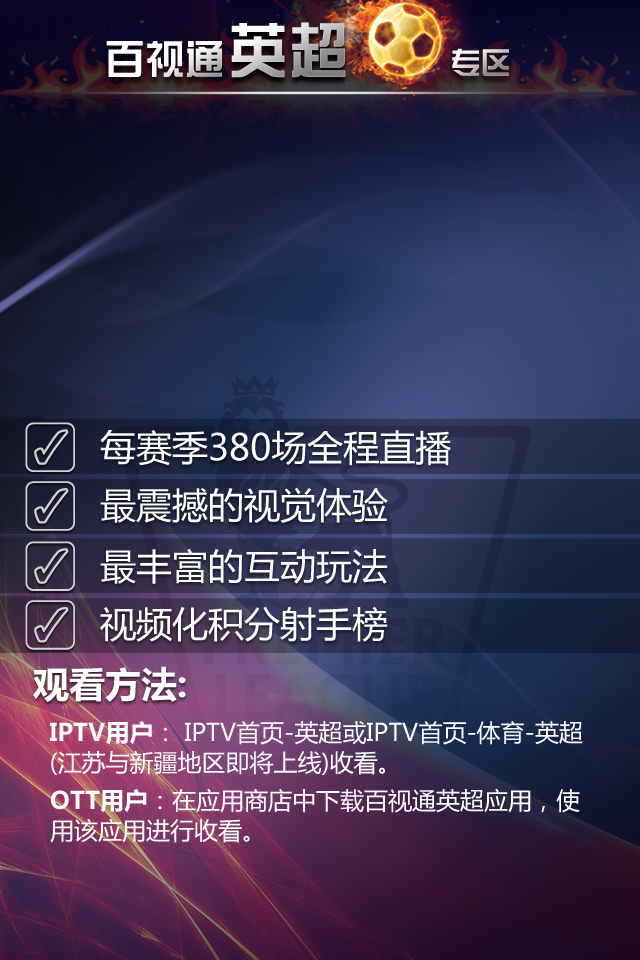 百视通英超专区
每赛季380场全程直播
最震撼的视觉体验
最丰富的互动玩法
视频化积分射手榜
PREMIER
LEAGUE
观看方法:
IPTV用户： IPTV首页-英超或IPTV首页-体育-英超
(江苏与新疆地区即将上线)收看。
OTT用户：在应用商店中下载百视通英超应用，使
用该应用进行收看。